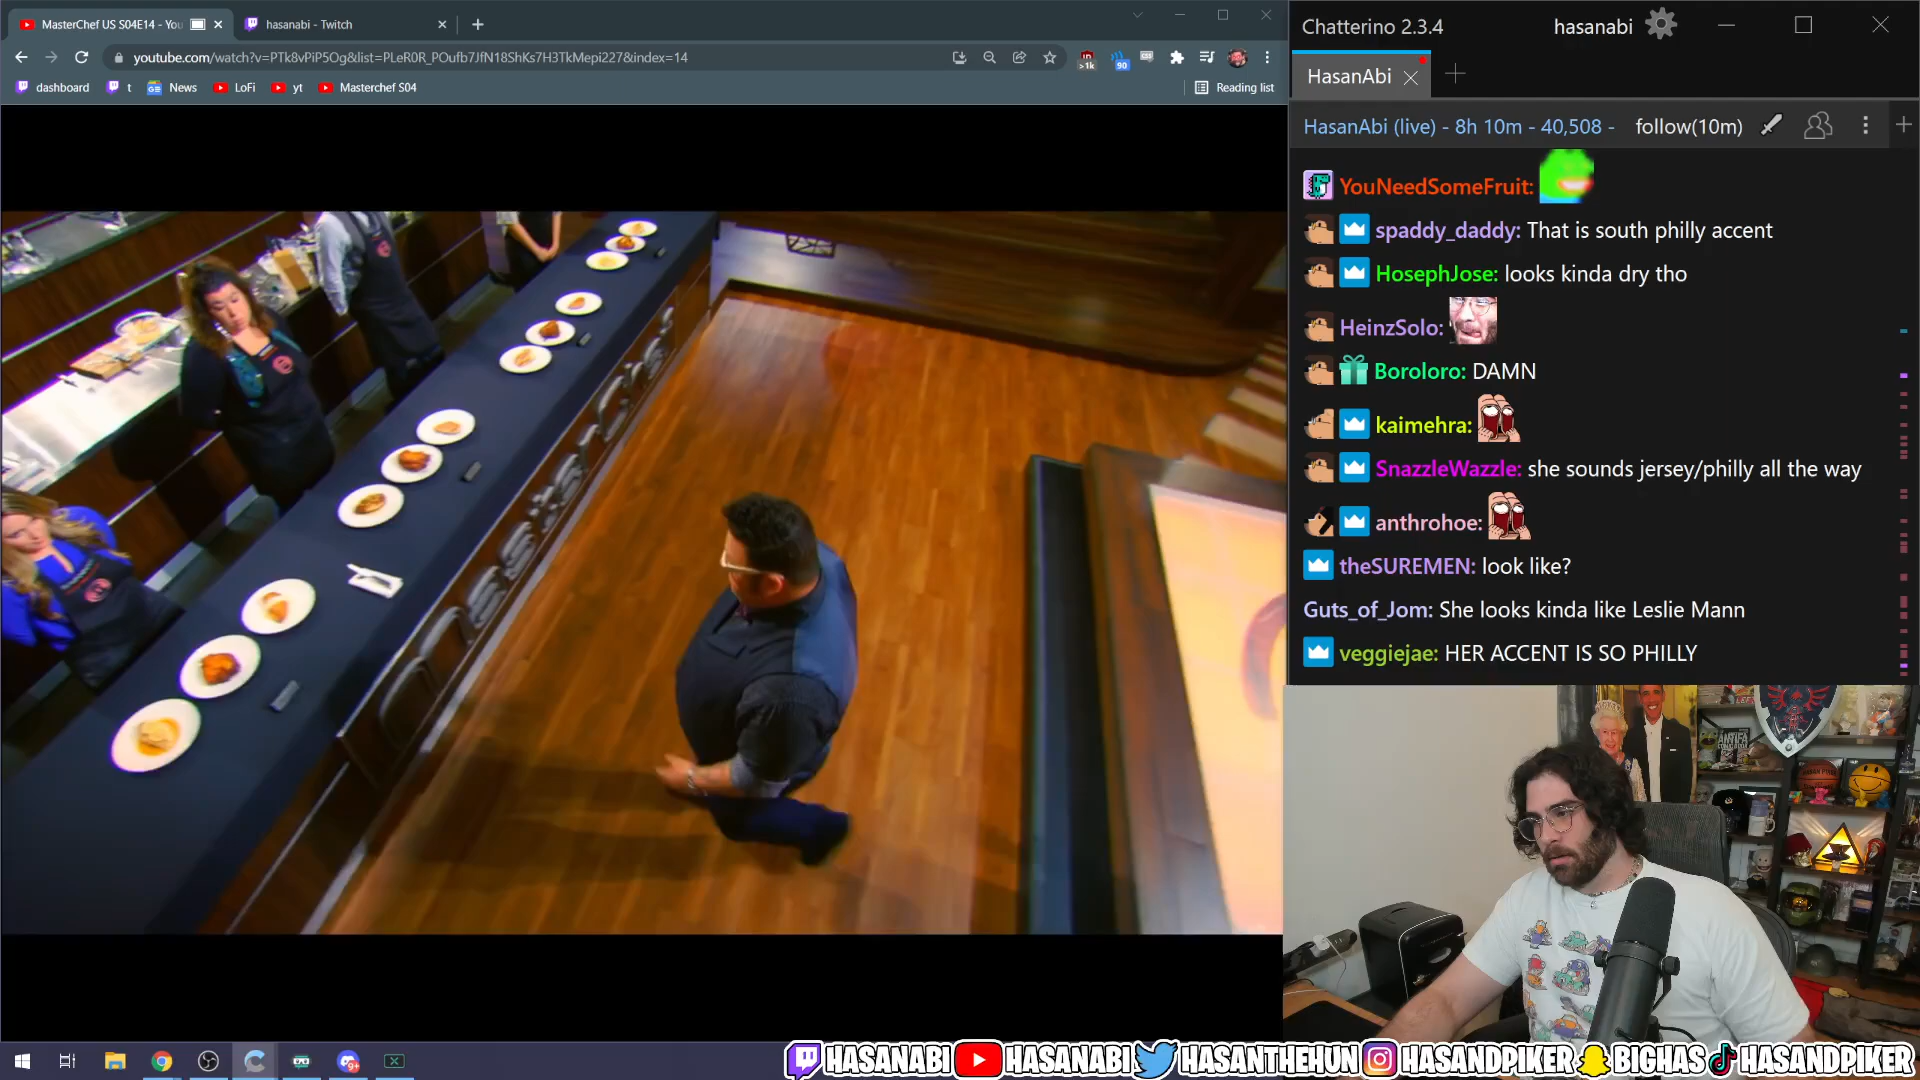 MasterChef US S04E14 - You
hasanabi - Twitch
youtube.com/watch?v=PTk8vPiP5Og&list=PLeR0R_POufb7JfN18ShKs7H3TkMepi227&index=14
>1k
90
dashboard
t
News
LoFi
yt
Masterchef S04
Reading list
Chatterino 2.3.4
hasanabi
HasanAbi
HasanAbi (live) - 8h 10m - 40,508 -
follow(10m)
YouNeedSomeFruit:
spaddy_daddy: That is south philly accent
HosephJose: looks kinda dry tho
HeinzSolo:
Boroloro: DAMN
kaimehra:
SnazzleWazzle: she sounds jersey/philly all the way
anthrohoe:
theSUREMEN: look like?
Guts_of_Jom: She looks kinda like Leslie Mann
veggiejae: HER ACCENT IS SO PHILLY
ANTIFA
HASANABI
HASANABI
HASANTHEHUN
HASANDPIKER
BIGHAS
HASANDPIKER